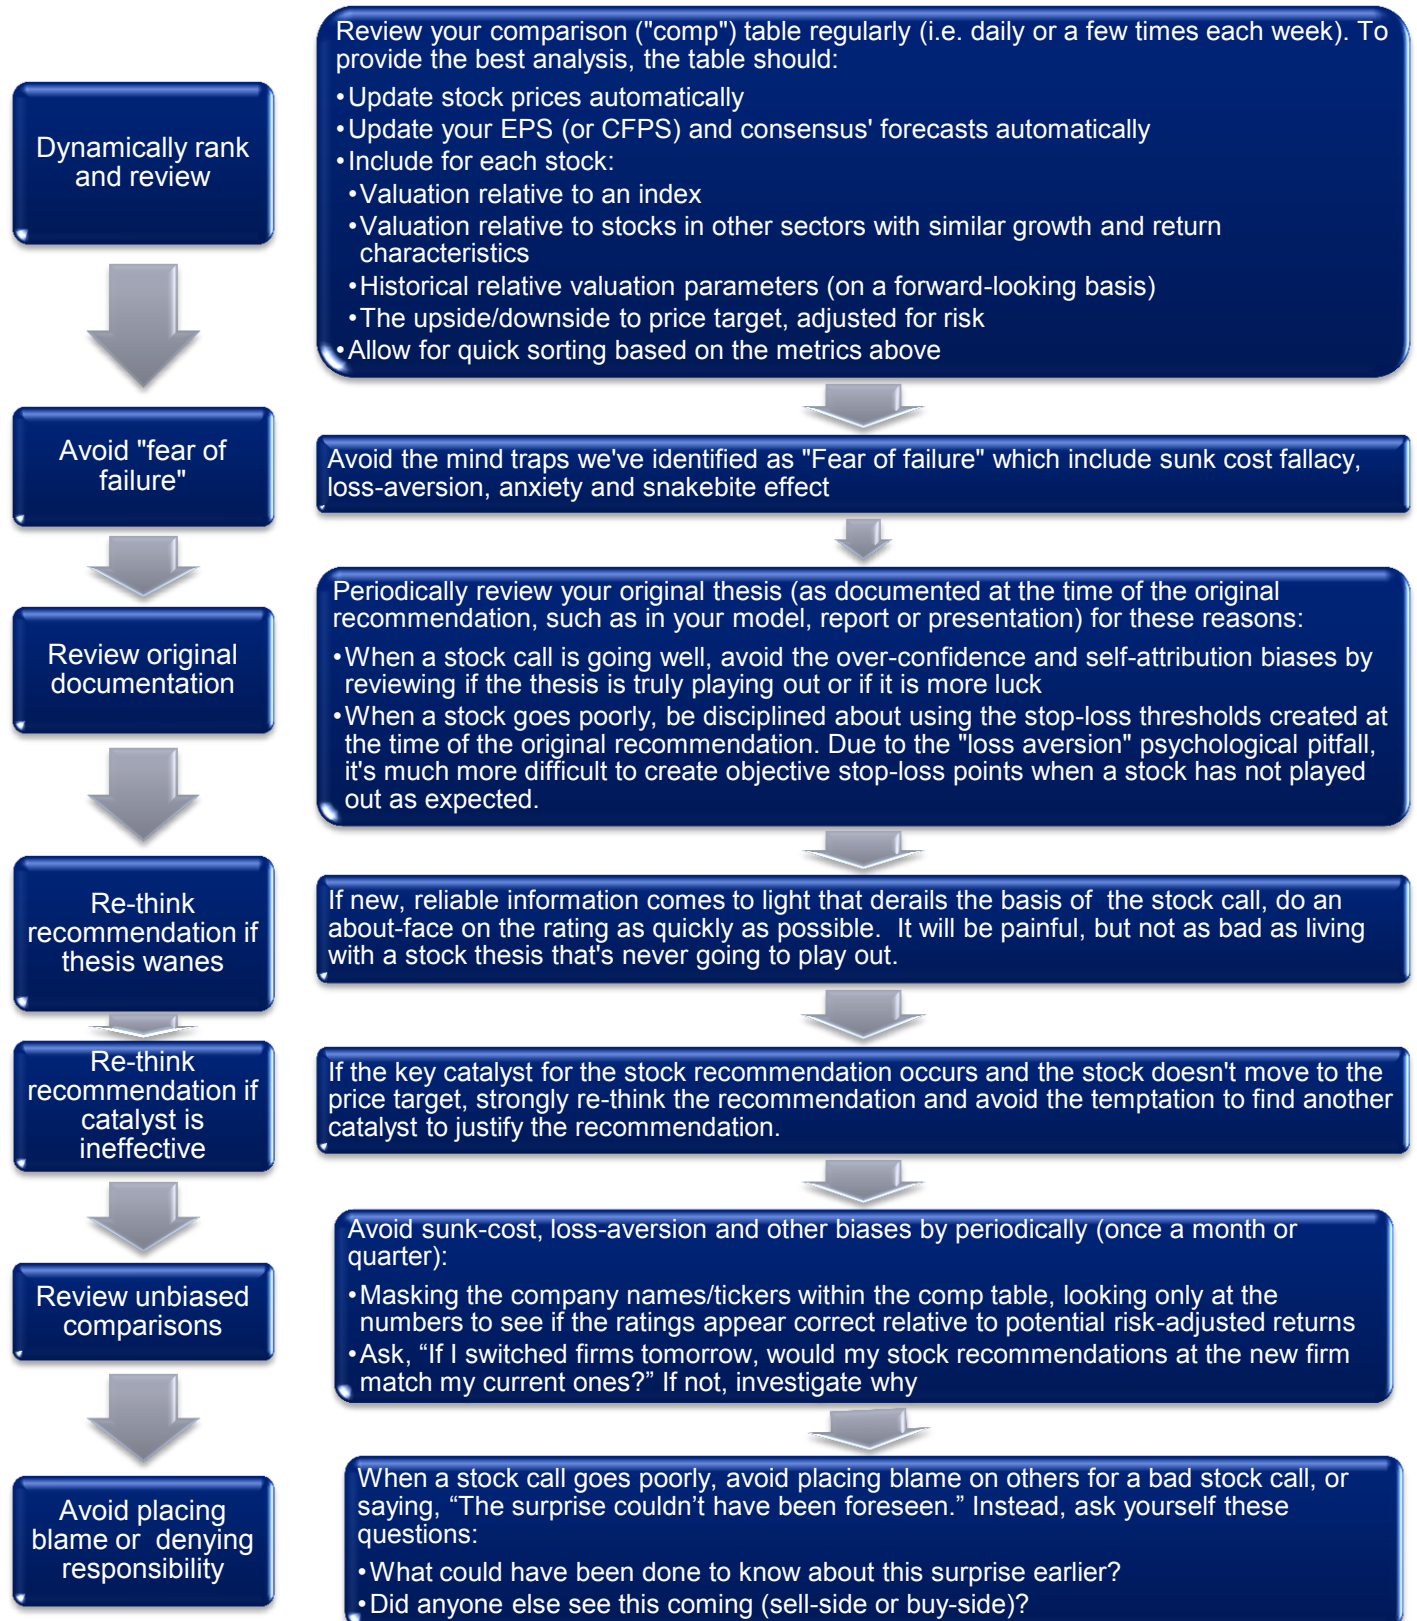 Dynamically rank
and review
Review your comparison ("comp") table regularly (i.e. daily or a few times each week). To
provide the best analysis, the table should:
•Update stock prices automatically
•Update your EPS (or CFPS) and consensus' forecasts automatically
•Include for each stock:
•Valuation relative to an index
•Valuation relative to stocks in other sectors with similar growth and return
characteristics
•Historical relative valuation parameters (on a forward-looking basis)
•The upside/downside to price target, adjusted for risk
•Allow for quick sorting based on the metrics above
Avoid "fear of
failure"
Avoid the mind traps we've identified as "Fear of failure" which include sunk cost fallacy,
loss-aversion, anxiety and snakebite effect
Review original
documentation
Periodically review your original thesis (as documented at the time of the original
recommendation, such as in your model, report or presentation) for these reasons:
•When a stock call is going well, avoid the over-confidence and self-attribution biases by
reviewing if the thesis is truly playing out or if it is more luck
•When a stock goes poorly, be disciplined about using the stop-loss thresholds created at
the time of the original recommendation. Due to the "loss aversion" psychological pitfall,
it's much more difficult to create objective stop-loss points when a stock has not played
out as expected.
Re-think
recommendation if
thesis wanes
If new, reliable information comes to light that derails the basis of  the stock call, do an
about-face on the rating as quickly as possible.  It will be painful, but not as bad as living
with a stock thesis that's never going to play out.
Re-think
recommendation if
catalyst is
ineffective
If the key catalyst for the stock recommendation occurs and the stock doesn't move to the
price target, strongly re-think the recommendation and avoid the temptation to find another
catalyst to justify the recommendation.
Review unbiased
comparisons
Avoid sunk-cost, loss-aversion and other biases by periodically (once a month or
quarter):
•Masking the company names/tickers within the comp table, looking only at the
numbers to see if the ratings appear correct relative to potential risk-adjusted returns
•Ask, “If I switched firms tomorrow, would my stock recommendations at the new firm
match my current ones?” If not, investigate why
Avoid placing
blame or  denying
responsibility
When a stock call goes poorly, avoid placing blame on others for a bad stock call, or
saying, “The surprise couldn’t have been foreseen.” Instead, ask yourself these
questions:
•What could have been done to know about this surprise earlier?
•Did anyone else see this coming (sell-side or buy-side)?